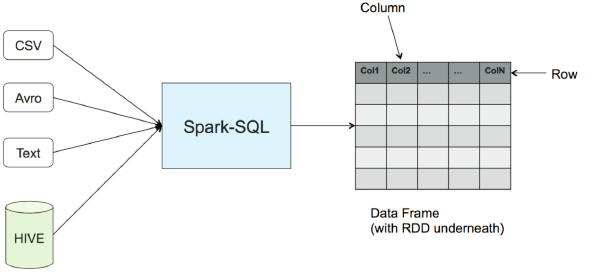 Column
CSV
Col1 Col2 ... ... ColN
Row
Avro
Spark-SQL
Text
Data Frame
(with RDD underneath)
HIVE